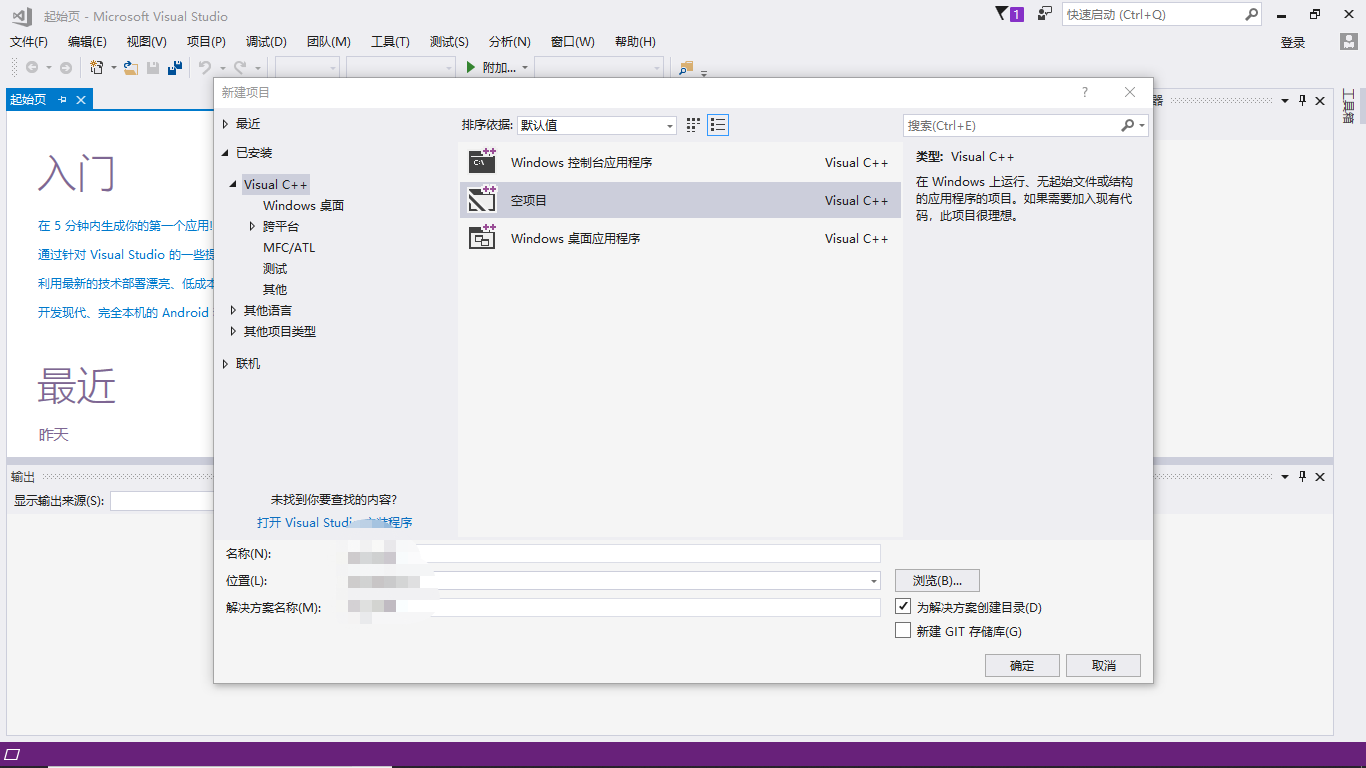 起始页 - Microsoft Visual Studio
1
快速启动 (Ctrl+Q)
文件(F) 编辑(E) 视图(V) 项目(P) 调试(D) 团队(M) 工具(T) 测试(S) 分析(N) 窗口(W) 帮助(H)
登录
附加...
起始页
器
工具箱
入门
在 5 分钟内生成你的第一个应用!
通过针对 Visual Studio 的一些提
利用最新的技术部署漂亮、低成本
开发现代、完全本机的 Android
最近
昨天
输出
显示输出来源(S):
新建项目
?
最近
已安装
Visual C++
Windows 桌面
跨平台
MFC/ATL
测试
其他
其他语言
其他项目类型
联机
未找到你要查找的内容?
打开 Visual Studio 安装程序
排序依据: 默认值
Windows 控制台应用程序 Visual C++
空项目 Visual C++
Windows 桌面应用程序 Visual C++
搜索(Ctrl+E)
类型: Visual C++
在 Windows 上运行、无起始文件或结构
的应用程序的项目。如果需要加入现有代
码，此项目很理想。
名称(N):
位置(L):
解决方案名称(M):
浏览(B)...
为解决方案创建目录(D)
新建 GIT 存储库(G)
确定 取消